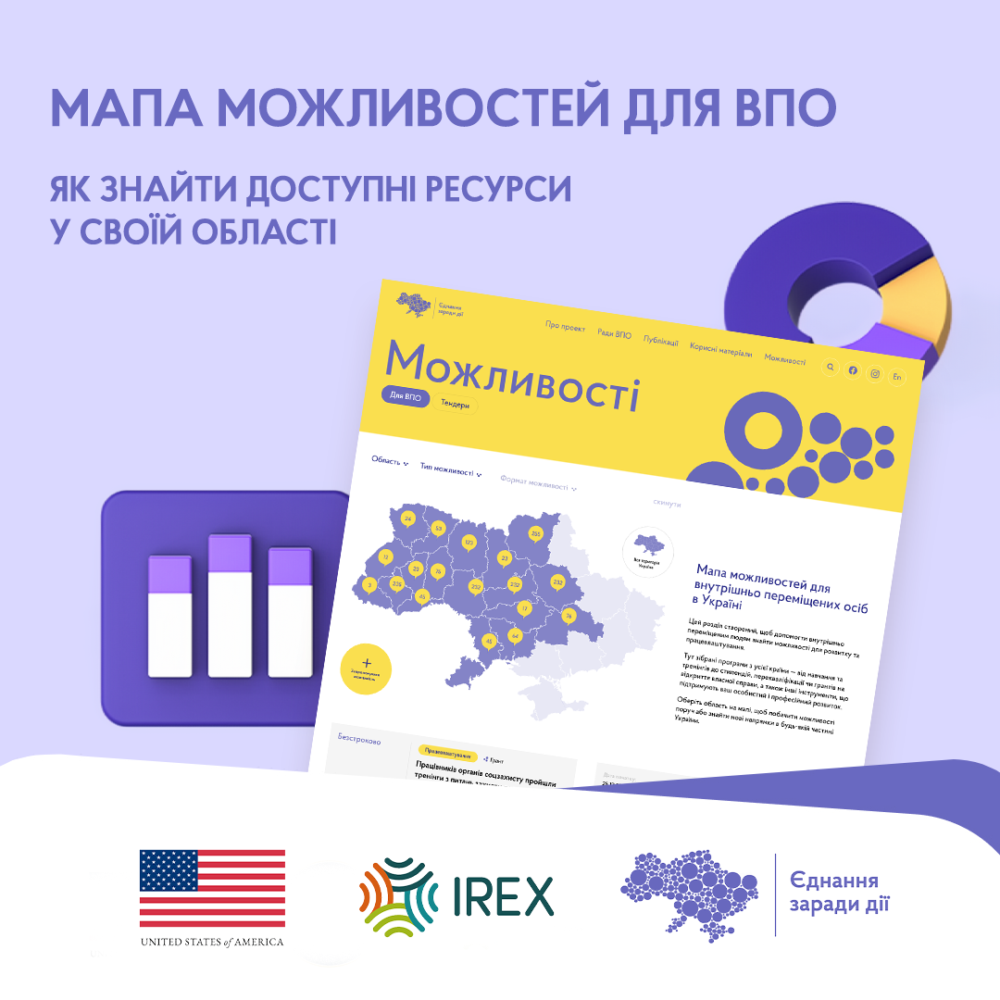 МАПА МОЖЛИВОСТЕЙ ДЛЯ ВПО
ЯК ЗНАЙТИ ДОСТУПНІ РЕСУРСИ
У СВОЇЙ ОБЛАСТІ
Єднання
заради дії
Про проект
Ради ВПО
Публікації
Корисні матеріали
Можливості
En
Можливості
Для ВПО
Тендери
Область
Тип можливості
Формат можливості
скинути
24
53
122
255
12
23
75
23
3
235
45
232
232
232
17
76
45
64
Вся територія
України
Мапа можливостей для
внутрішньо переміщених осіб
в Україні
Цей розділ створений, щоб допомогти внутрішньо
переміщеним людям знайти можливості для розвитку та
працевлаштування.
Тут зібрані програми з усієї країни – від навчання та
тренінгів до стипендій, перекваліфікації чи грантів на
відкриття власної справи, а також інші інструменти, що
підтримують ваш особистий і професійний розвиток.
Оберіть область на мапі, щоб побачити можливості
поруч або знайти нові напрямки в будь-якій частині
України.
Безстроково
Працевлаштування
Грант
Працівників органів соцзахисту пройшли
тренінги з питань
UNITED STATES of AMERICA
IREX
Єднання
заради дії